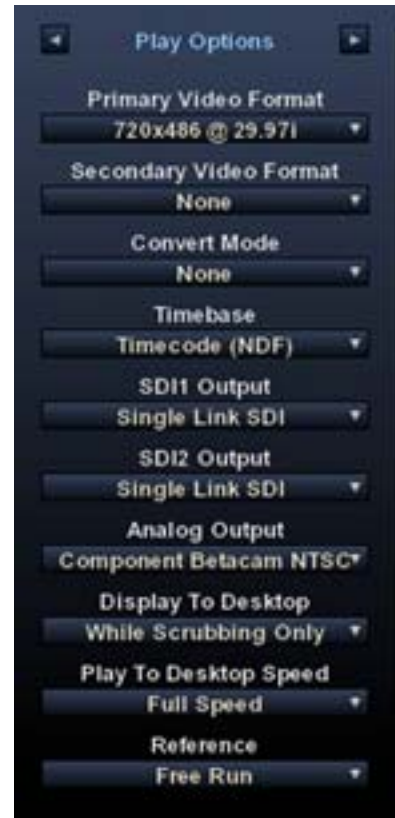 Play Options
Primary Video Format
720x486 @ 29.97i
Secondary Video Format
None
Convert Mode
None
Timebase
Timecode (NDF)
SDI1 Output
Single Link SDI
SDI2 Output
Single Link SDI
Analog Output
Component Betacam NTSC
Display To Desktop
While Scrubbing Only
Play To Desktop Speed
Full Speed
Reference
Free Run